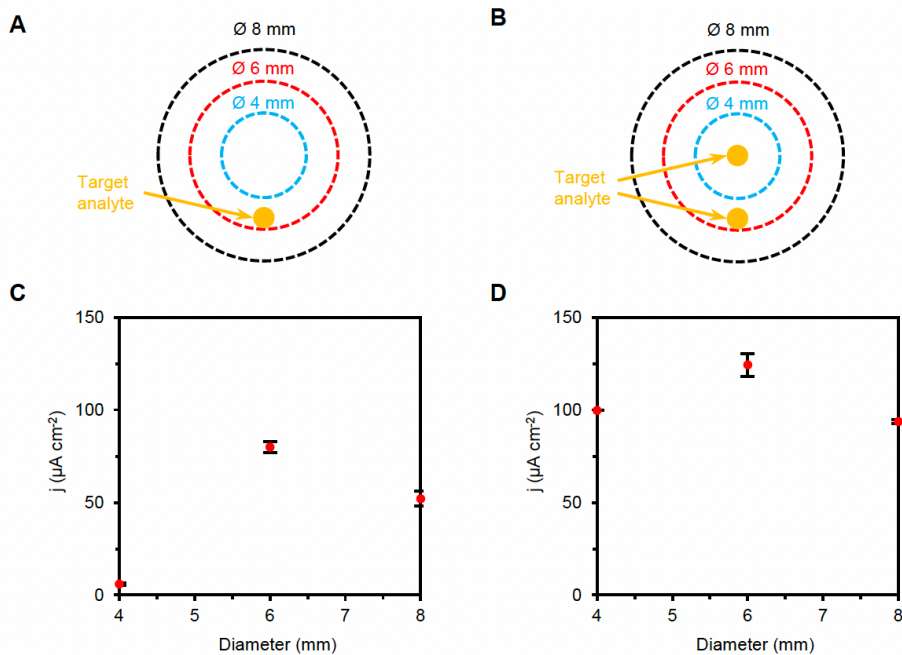 A
Ø 8 mm
Ø 6 mm
Ø 4 mm
Target
analyte
B
Ø 8 mm
Ø 6 mm
Ø 4 mm
Target
analyte
C
150
100
50
0
j (µA cm⁻²)
4 5 6 7 8
Diameter (mm)
D
150
100
50
0
j (µA cm⁻²)
4 5 6 7 8
Diameter (mm)